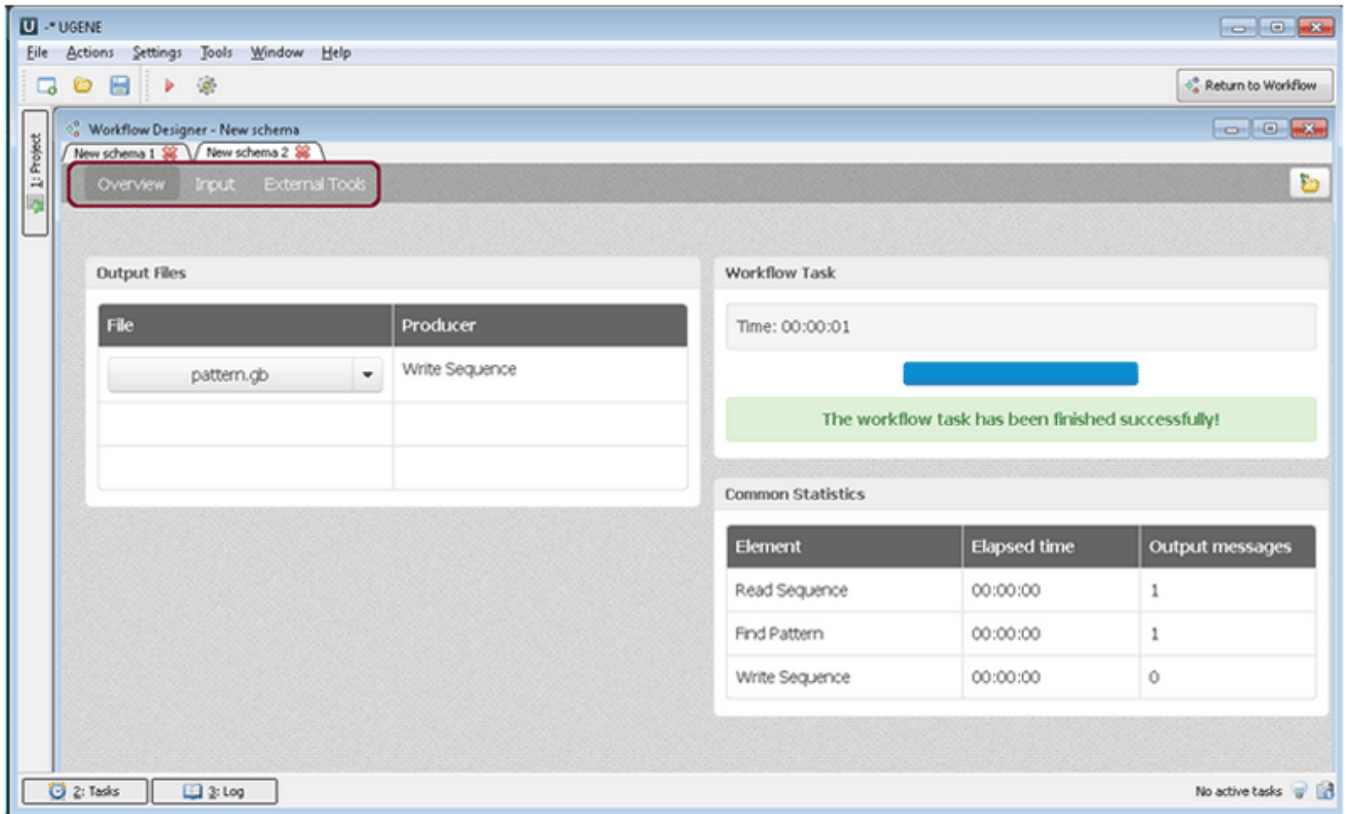 U -* UGENE
File Actions Settings Tools Window Help
Return to Workflow
1: Project
Workflow Designer - New schema
New schema 1 New schema 2
Overview Input External Tools
Output Files
File Producer
pattern.gb Write Sequence
Workflow Task
Time: 00:00:01
The workflow task has been finished successfully!
Common Statistics
Element Elapsed time Output messages
Read Sequence 00:00:00 1
Find Pattern 00:00:00 1
Write Sequence 00:00:00 0
2: Tasks 3: Log No active tasks